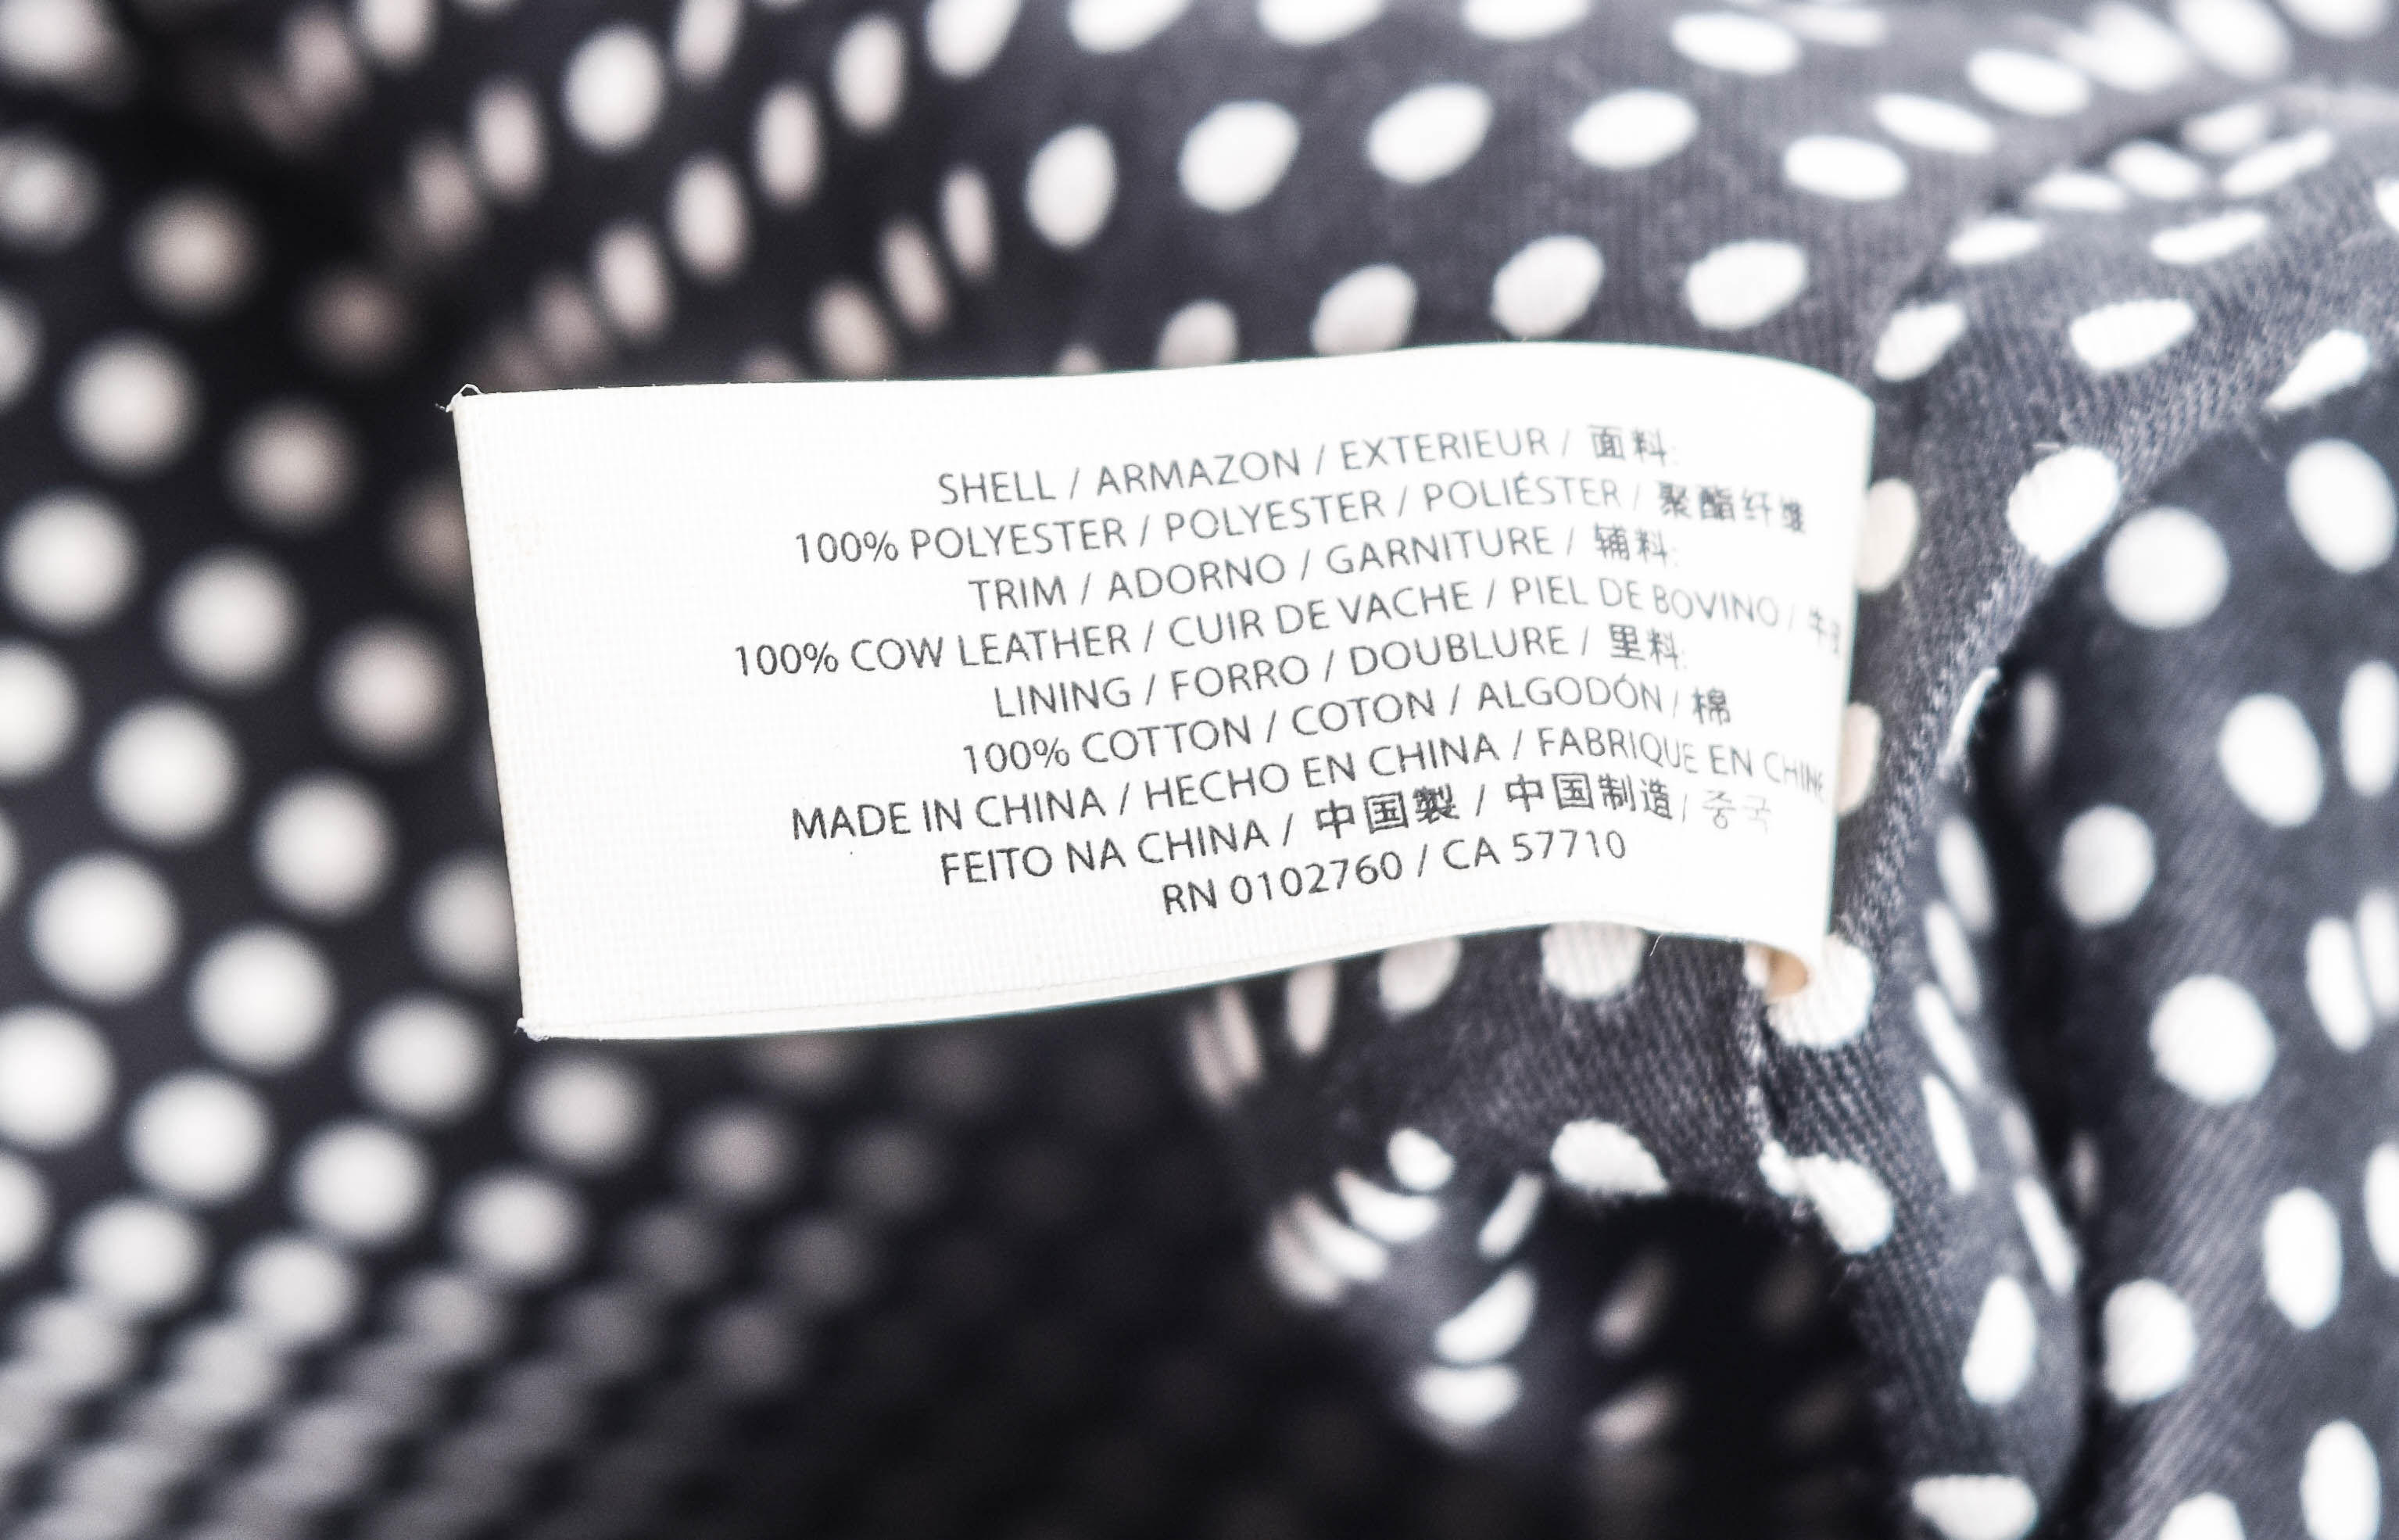 SHELL / ARMAZON / EXTERIEUR / 面料:
100% POLYESTER / POLYESTER / POLIÉSTER / 聚酯纤维
TRIM / ADORNO / GARNITURE / 辅料:
100% COW LEATHER / CUIR DE VACHE / PIEL DE BOVINO /
LINING / FORRO / DOUBLURE / 里料:
100% COTTON / COTON / ALGODÓN / 棉
MADE IN CHINA / HECHO EN CHINA / FABRIQUE EN CHINE
FEITO NA CHINA / 中国製 / 中国制造 / 중국
RN 0102760 / CA 57710